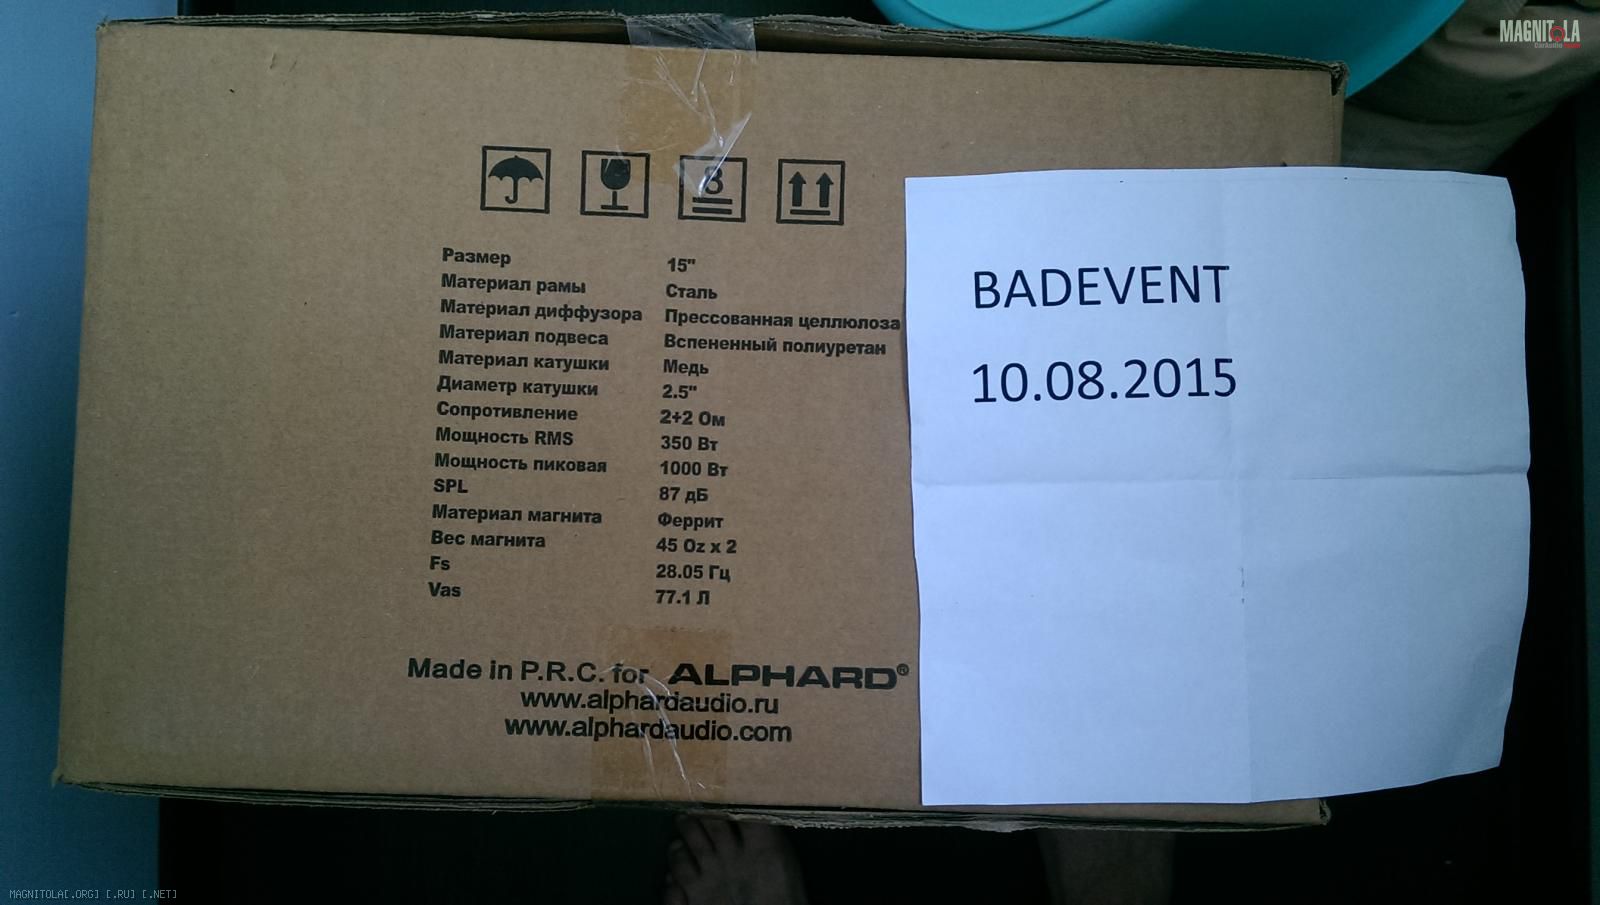 MAGNITOLA
8
Размер 15"
Материал рамы Сталь
Материал диффузора Прессованная целлюлоза
Материал подвеса Вспененный полиуретан
Материал катушки Медь
Диаметр катушки 2.5"
Сопротивление 2+2 Ом
Мощность RMS 350 Вт
Мощность пиковая 1000 Вт
SPL 87 дБ
Материал магнита Феррит
Вес магнита 45 Oz x 2
Fs 28.05 Гц
Vas 77.1 Л
Made in P.R.C. for ALPHARD®
www.alphardaudio.ru
www.alphardaudio.com
BADEVENT
10.08.2015
MAGNITOLA[.ORG] [.RU] [.NET]